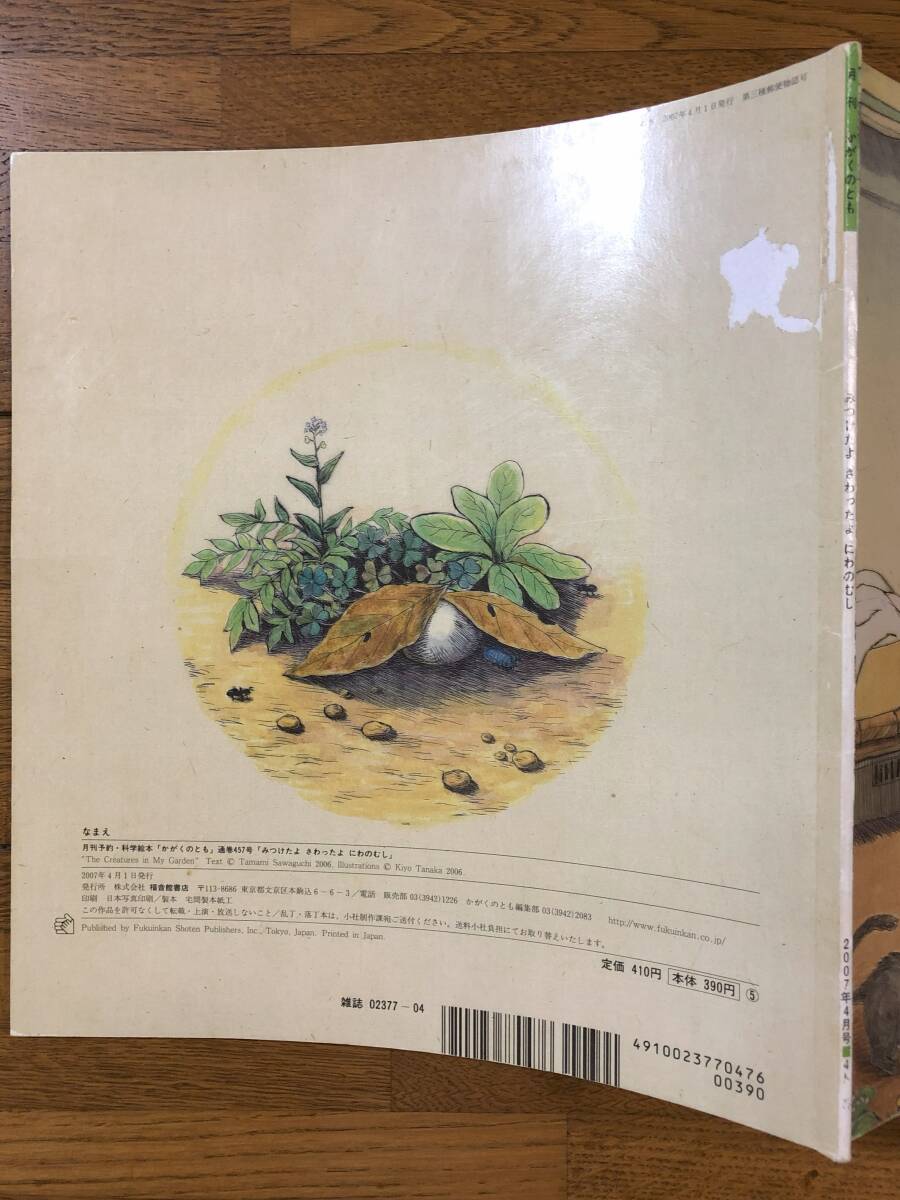 2007年4月1日発行 第三種郵便物認可
月刊 かがくのとも
みつけたよ さわったよ にわのむし
2007年4月号
なまえ
月刊予約・科学絵本「かがくのとも」通巻457号「みつけたよ さわったよ にわのむし」
"The Creatures in My Garden" Text © Tamami Sawaguchi 2006. Illustrations © Kiyo Tanaka 2006.
2007年4月1日発行
発行所 株式会社 福音館書店 〒113-8686 東京都文京区本駒込6-6-3／電話 販売部 03(3942)1226 かがくのとも編集部 03(3942)2083 http://www.fukuinkan.co.jp/
印刷 日本写真印刷／製本 宅間製本紙工
この作品を許可なくして転載・上演・放送しないこと／乱丁・落丁本は、小社制作課宛ご送付ください。送料小社負担にてお取り替えいたします。
Published by Fukuinkan Shoten Publishers, Inc., Tokyo, Japan. Printed in Japan.
定価 410円 本体 390円 ⑤
雑誌 02377-04
4910023770476
00390